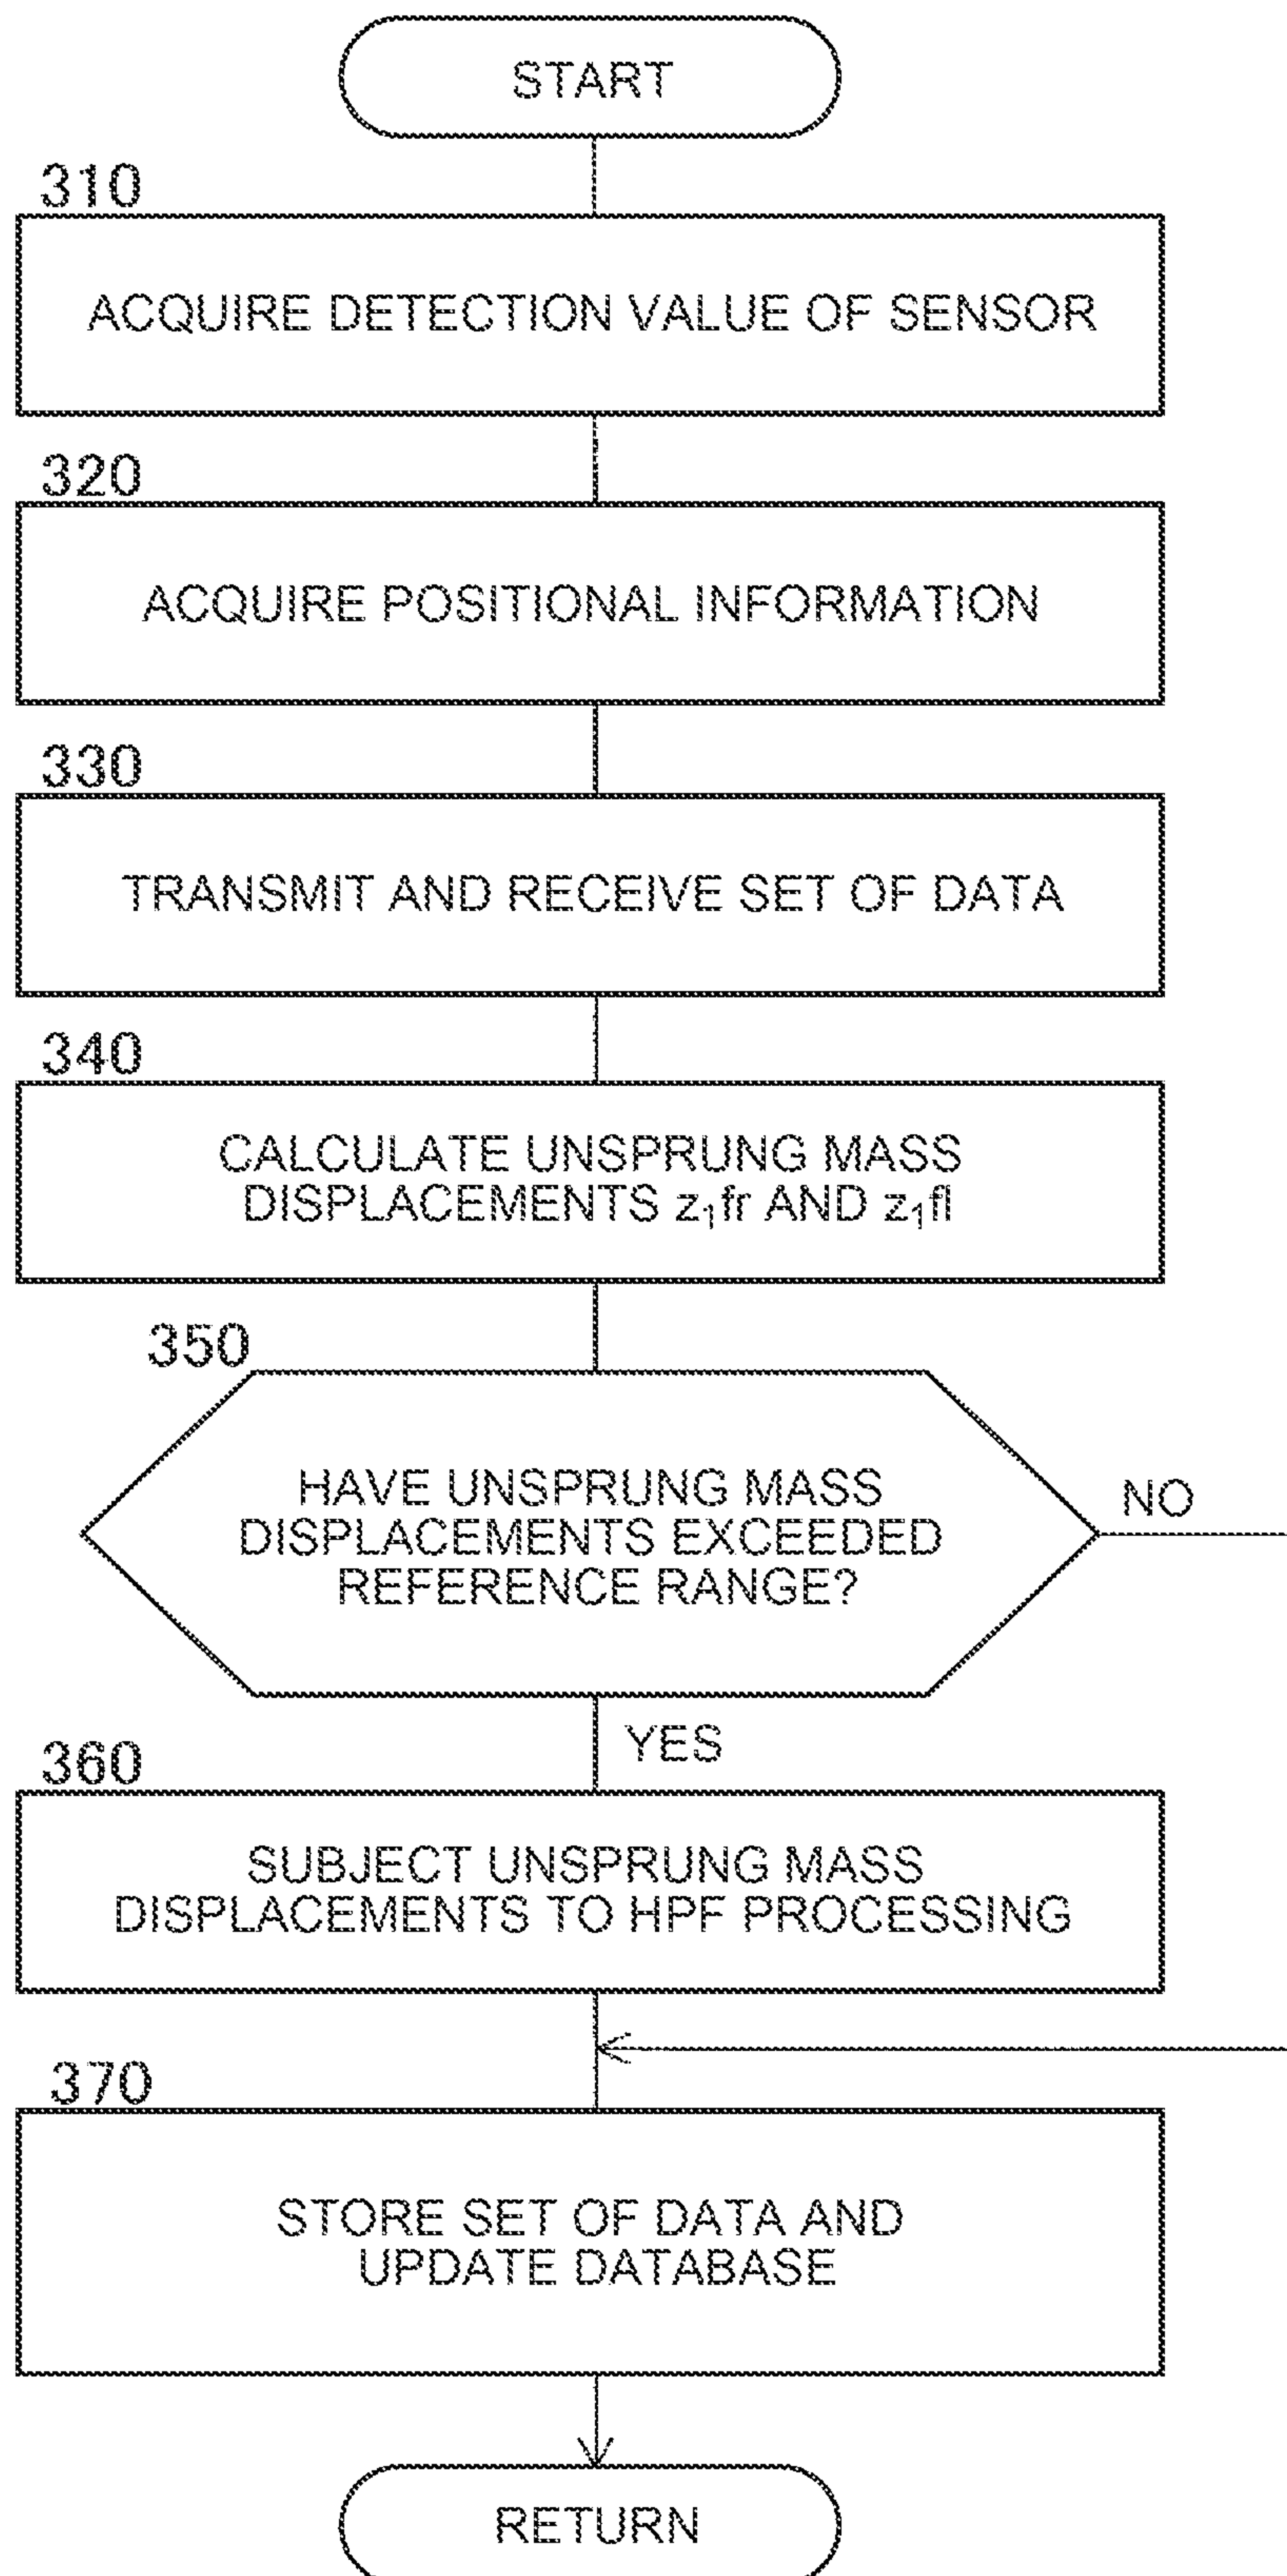 START
310
ACQUIRE DETECTION VALUE OF SENSOR
320
ACQUIRE POSITIONAL INFORMATION
330
TRANSMIT AND RECEIVE SET OF DATA
340
CALCULATE UNSPRUNG MASS
DISPLACEMENTS z₁fr AND z₁fl
350
HAVE UNSPRUNG MASS
DISPLACEMENTS EXCEEDED
REFERENCE RANGE?
NO
YES
360
SUBJECT UNSPRUNG MASS
DISPLACEMENTS TO HPF PROCESSING
370
STORE SET OF DATA AND
UPDATE DATABASE
RETURN